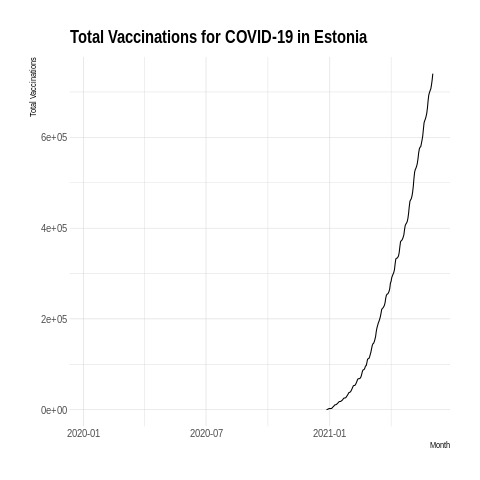 Total Vaccinations for COVID-19 in Estonia
Total Vaccinations
6e+05
4e+05
2e+05
0e+00
2020-01 2020-07 2021-01
Month